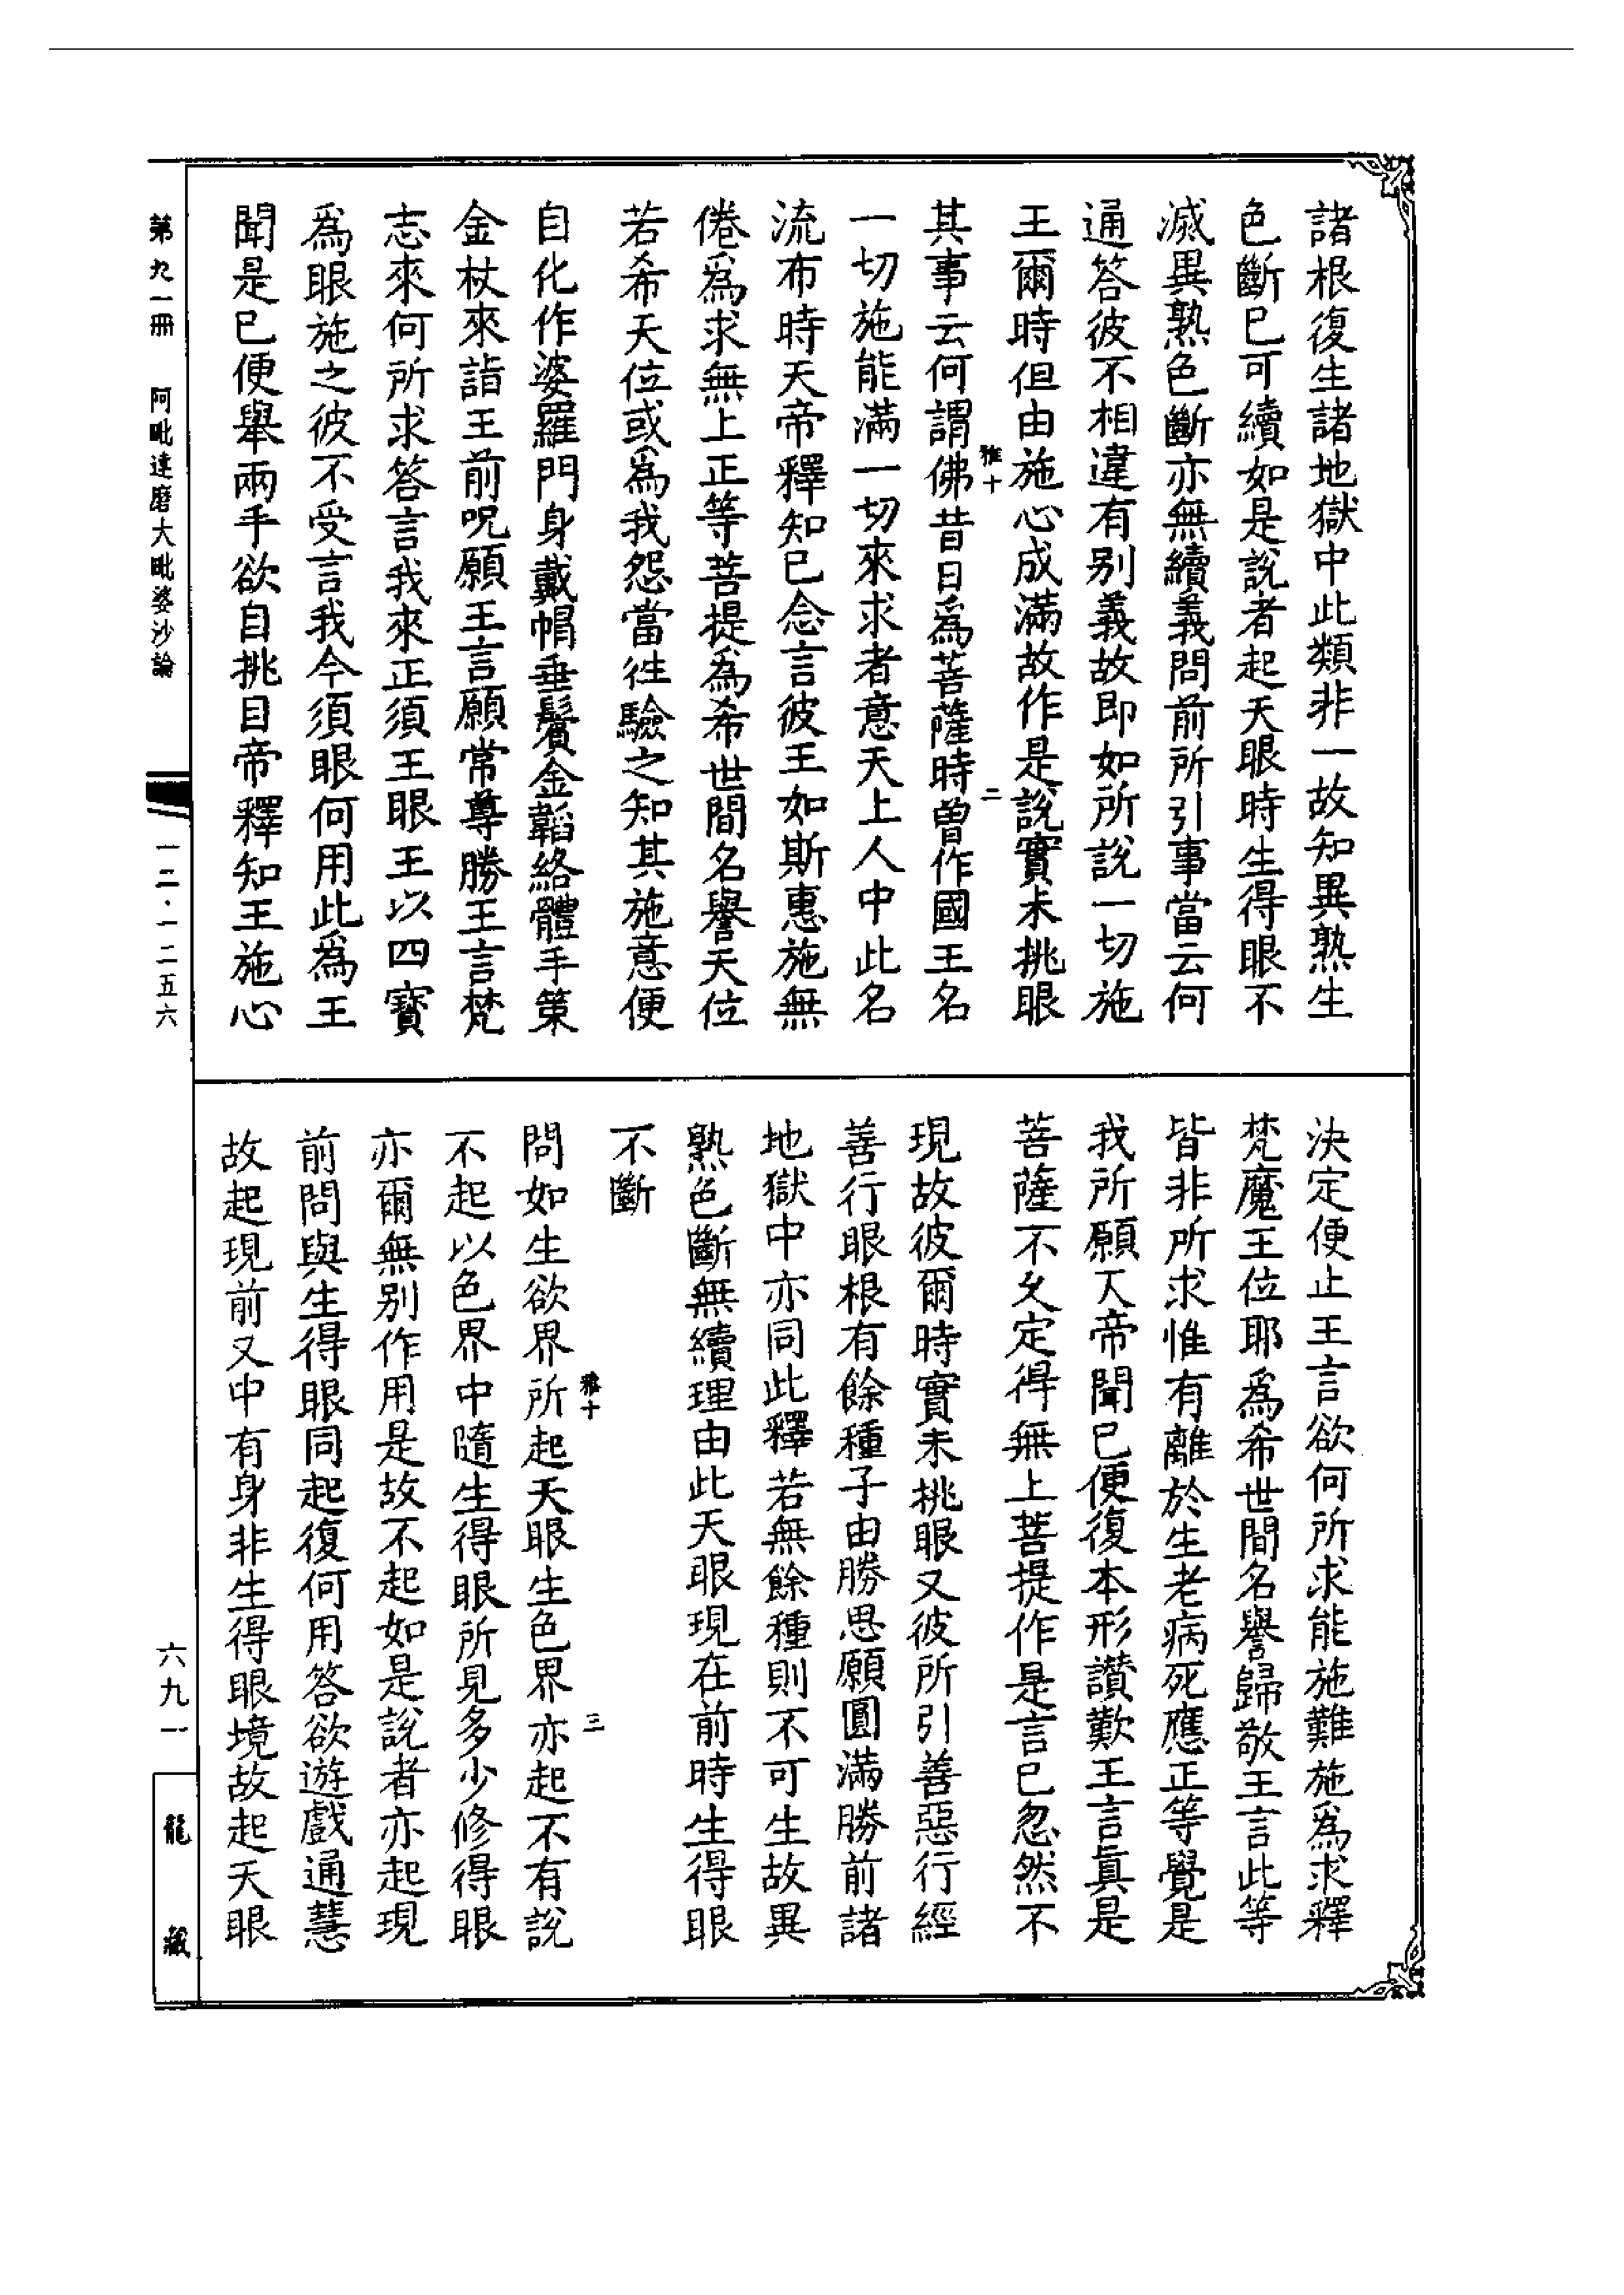 諸根復生諸地獄中此類非一故知異熟生
色斷已可續如是說者起天眼時生得眼不
滅異熟色斷亦無續義問前所引事當云何
通答彼不相違有别義故即如所說一切施
王爾時但由施心成滿故作是說實未挑眼
雅十
二
其事云何謂佛昔日爲菩薩時曾作國王名
一切施能滿一切來求者意天上人中此名
流布時天帝釋知已念言彼王如斯惠施無
倦爲求無上正等菩提爲希世間名譽天位
若希天位或爲我怨當往驗之知其施意便
自化作婆羅門身戴帽垂鬢金韜絡體手策
金杖來詣王前呪願王言願常尊勝王言梵
志來何所求答言我來正須王眼王以四寶
爲眼施之彼不受言我今須眼何用此爲王
聞是已便舉兩手欲自挑目帝釋知王施心
決定便止王言欲何所求能施難施爲求釋
梵魔王位耶爲希世間名譽歸敬王言此等
皆非所求惟有離於生老病死應正等覺是
我所願天帝聞已便復本形讚歎王言眞是
菩薩不久定得無上菩提作是言已忽然不
現故彼爾時實未挑眼又彼所引善惡行經
善行眼根有餘種子由勝思願圓滿勝前諸
地獄中亦同此釋若無餘種則不可生故異
熟色斷無續理由此天眼現在前時生得眼
不斷
雅十
三
問如生欲界所起天眼生色界亦起不有說
不起以色界中隨生得眼所見多少修得眼
亦爾無别作用是故不起如是說者亦起現
前問與生得眼同起復何用答欲遊戲通慧
故起現前又中有身非生得眼境故起天眼
第九一冊 阿毗達磨大毗婆沙論
一二·一二五六
六九一
龍藏